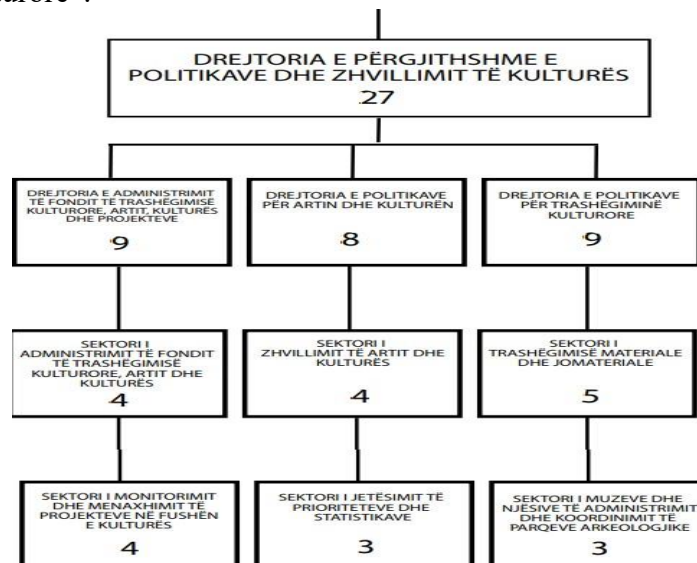 DREJTORIA E PËRGJITHSHME E
POLITIKAVE DHE ZHVILLIMIT TË KULTURËS
27
DREJTORIA E ADMINISTRIMIT
TË FONDIT TË TRASHËGIMISË
KULTURORE, ARTIT, KULTURËS
DHE PROJEKTEVE
9
DREJTORIA E POLITIKAVE
PËR ARTIN DHE KULTURËN
8
DREJTORIA E POLITIKAVE
PËR TRASHËGIMINË
KULTURORE
9
SEKTORI I
ADMINISTRIMIT TË FONDIT
TË TRASHËGIMISË
KULTURORE, ARTIT DHE
KULTURËS
4
SEKTORI I
ZHVILLIMIT TË ARTIT DHE
KULTURËS
4
SEKTORI I
TRASHËGIMISË MATERIALE
DHE JOMATERIALE
5
SEKTORI I MONITORIMIT
DHE MENAXHIMIT TË
PROJEKTEVE NË FUSHËN
E KULTURËS
4
SEKTORI I JETËSIMIT TË
PRIORITETEVE DHE
STATISTIKAVE
3
SEKTORI I MUZEVE DHE
NJËSIVE TË ADMINISTRIMIT
DHE KOORDINIMIT TË
PARQEVE ARKEOLOGJIKE
3